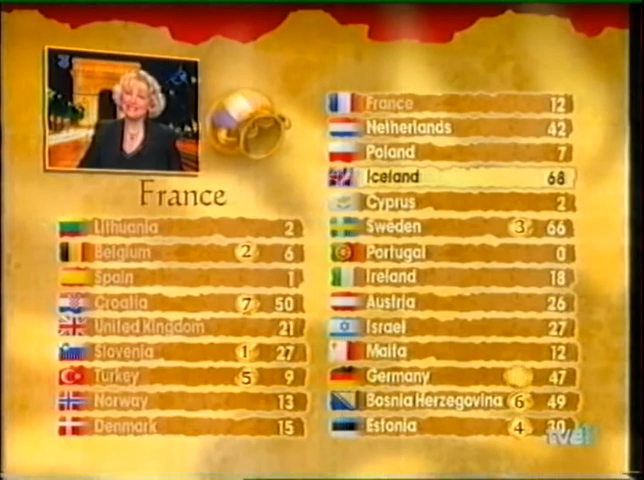 France
Lithuania 2
Belgium 2 6
Spain 1
Croatia 7 50
United Kingdom 21
Slovenia 1 27
Turkey 5 9
Norway 13
Denmark 15
France 12
Netherlands 42
Poland 7
Iceland 68
Cyprus 2
Sweden 3 66
Portugal 0
Ireland 18
Austria 26
Israel 27
Malta 12
Germany 47
Bosnia Herzegovina 6 49
Estonia 4 30
tve